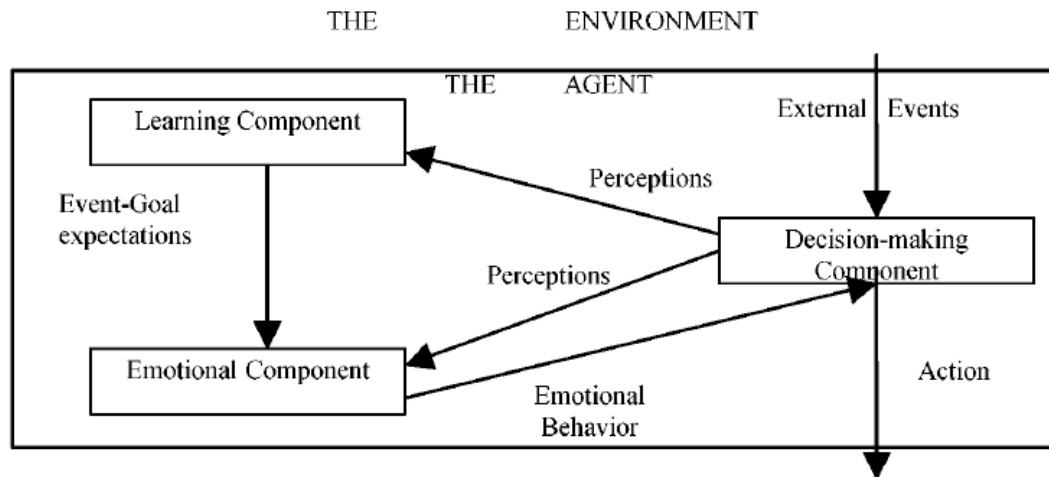 THE ENVIRONMENT
THE AGENT
Learning Component
External Events
Perceptions
Event-Goal
expectations
Decision-making
Component
Perceptions
Emotional Component
Action
Emotional
Behavior